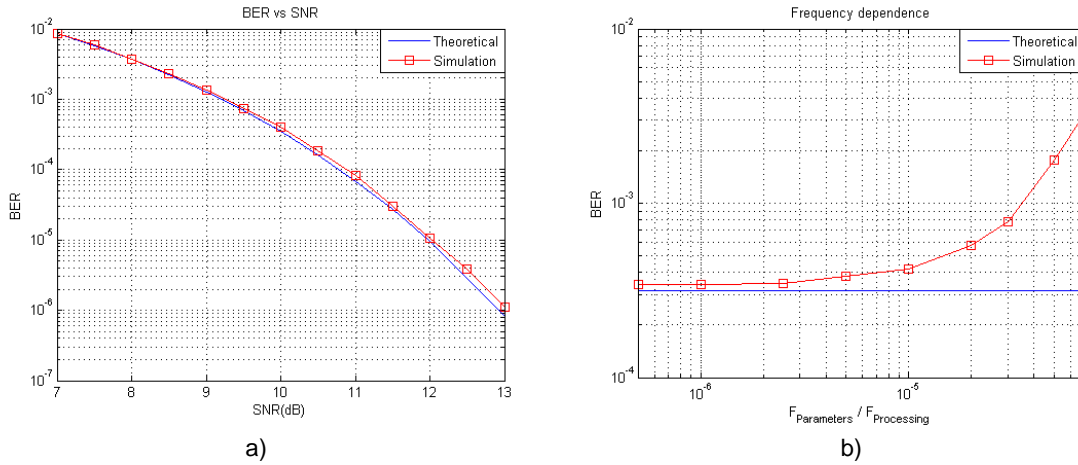 BER vs SNR
10^-2
10^-3
10^-4
10^-5
10^-6
10^-7
BER
7 8 9 10 11 12 13
SNR(dB)
Theoretical
Simulation
a)
Frequency dependence
10^-2
10^-3
10^-4
BER
10^-6 10^-5
F_Parameters / F_Processing
Theoretical
Simulation
b)